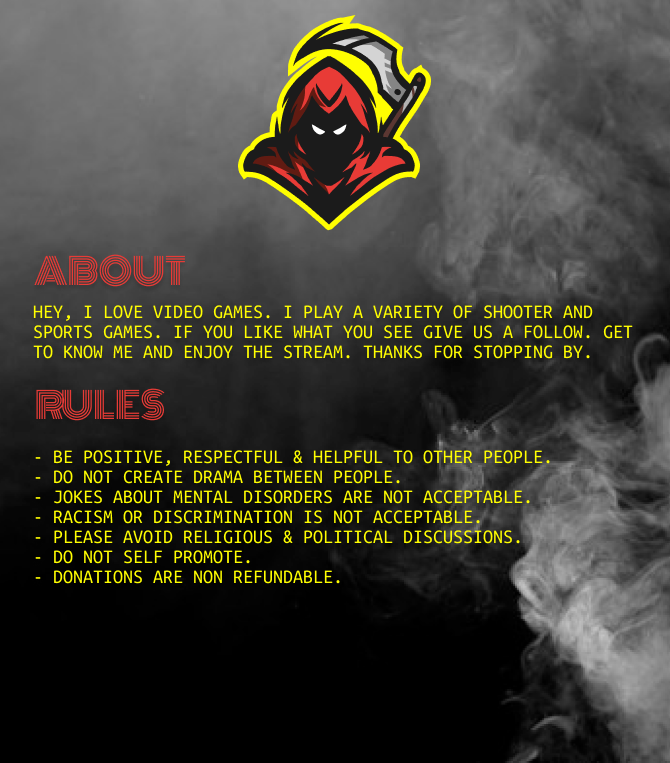 ABOUT
HEY, I LOVE VIDEO GAMES. I PLAY A VARIETY OF SHOOTER AND
SPORTS GAMES. IF YOU LIKE WHAT YOU SEE GIVE US A FOLLOW. GET
TO KNOW ME AND ENJOY THE STREAM. THANKS FOR STOPPING BY.
RULES
- BE POSITIVE, RESPECTFUL & HELPFUL TO OTHER PEOPLE.
- DO NOT CREATE DRAMA BETWEEN PEOPLE.
- JOKES ABOUT MENTAL DISORDERS ARE NOT ACCEPTABLE.
- RACISM OR DISCRIMINATION IS NOT ACCEPTABLE.
- PLEASE AVOID RELIGIOUS & POLITICAL DISCUSSIONS.
- DO NOT SELF PROMOTE.
- DONATIONS ARE NON REFUNDABLE.